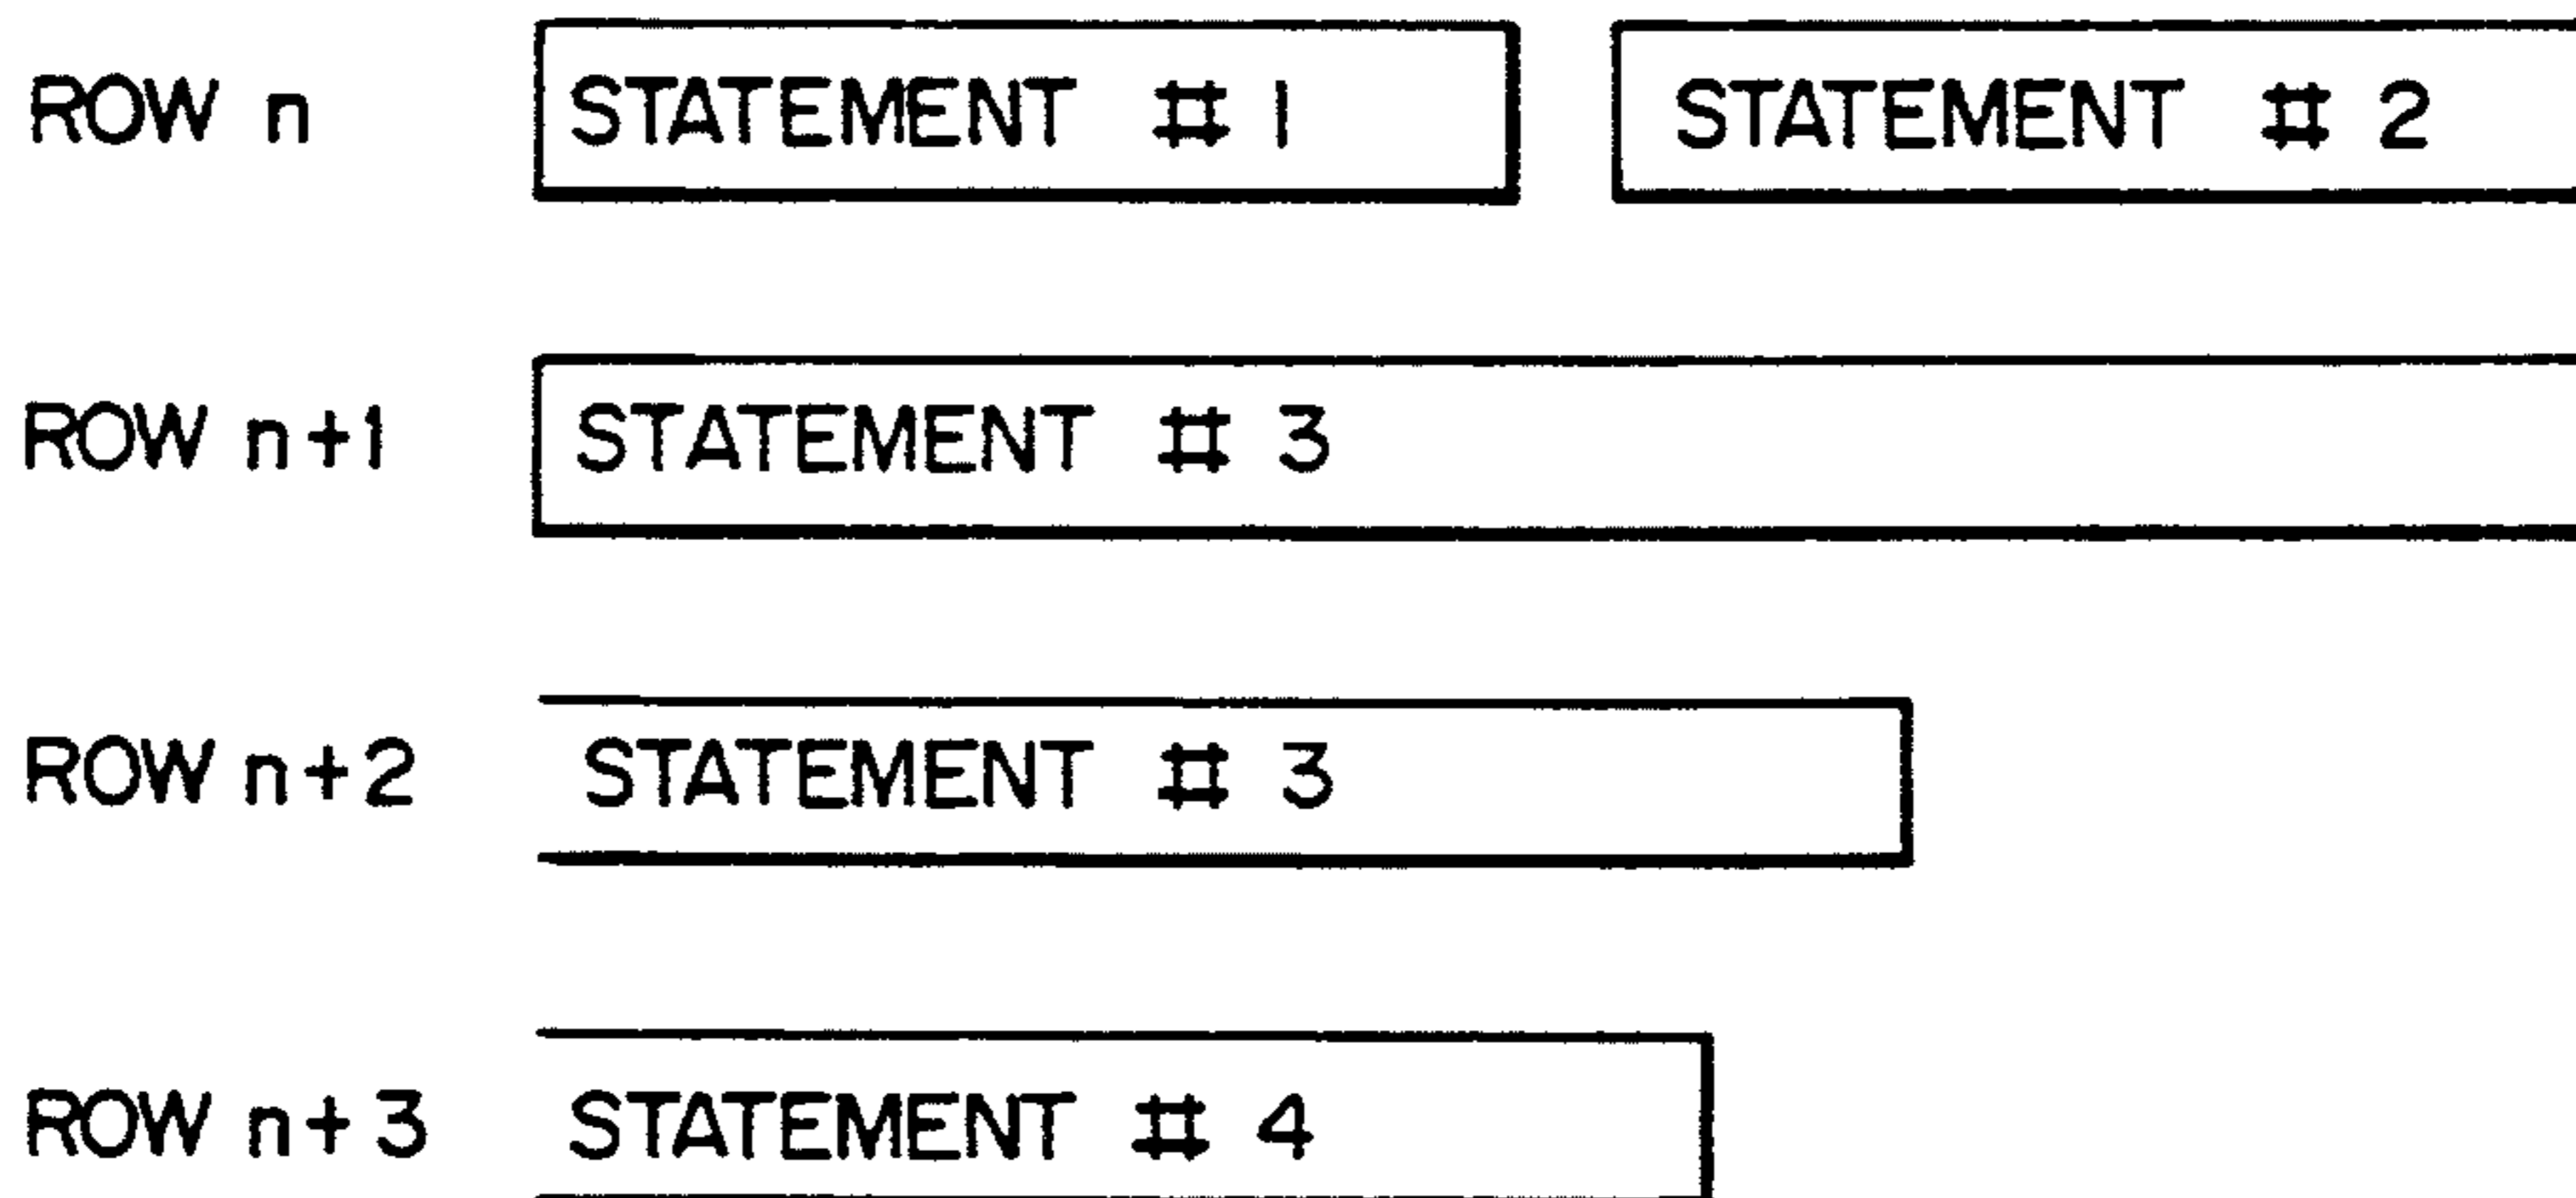 ROW n STATEMENT # 1 STATEMENT # 2
ROW n+1 STATEMENT # 3
ROW n+2 STATEMENT # 3
ROW n+3 STATEMENT # 4